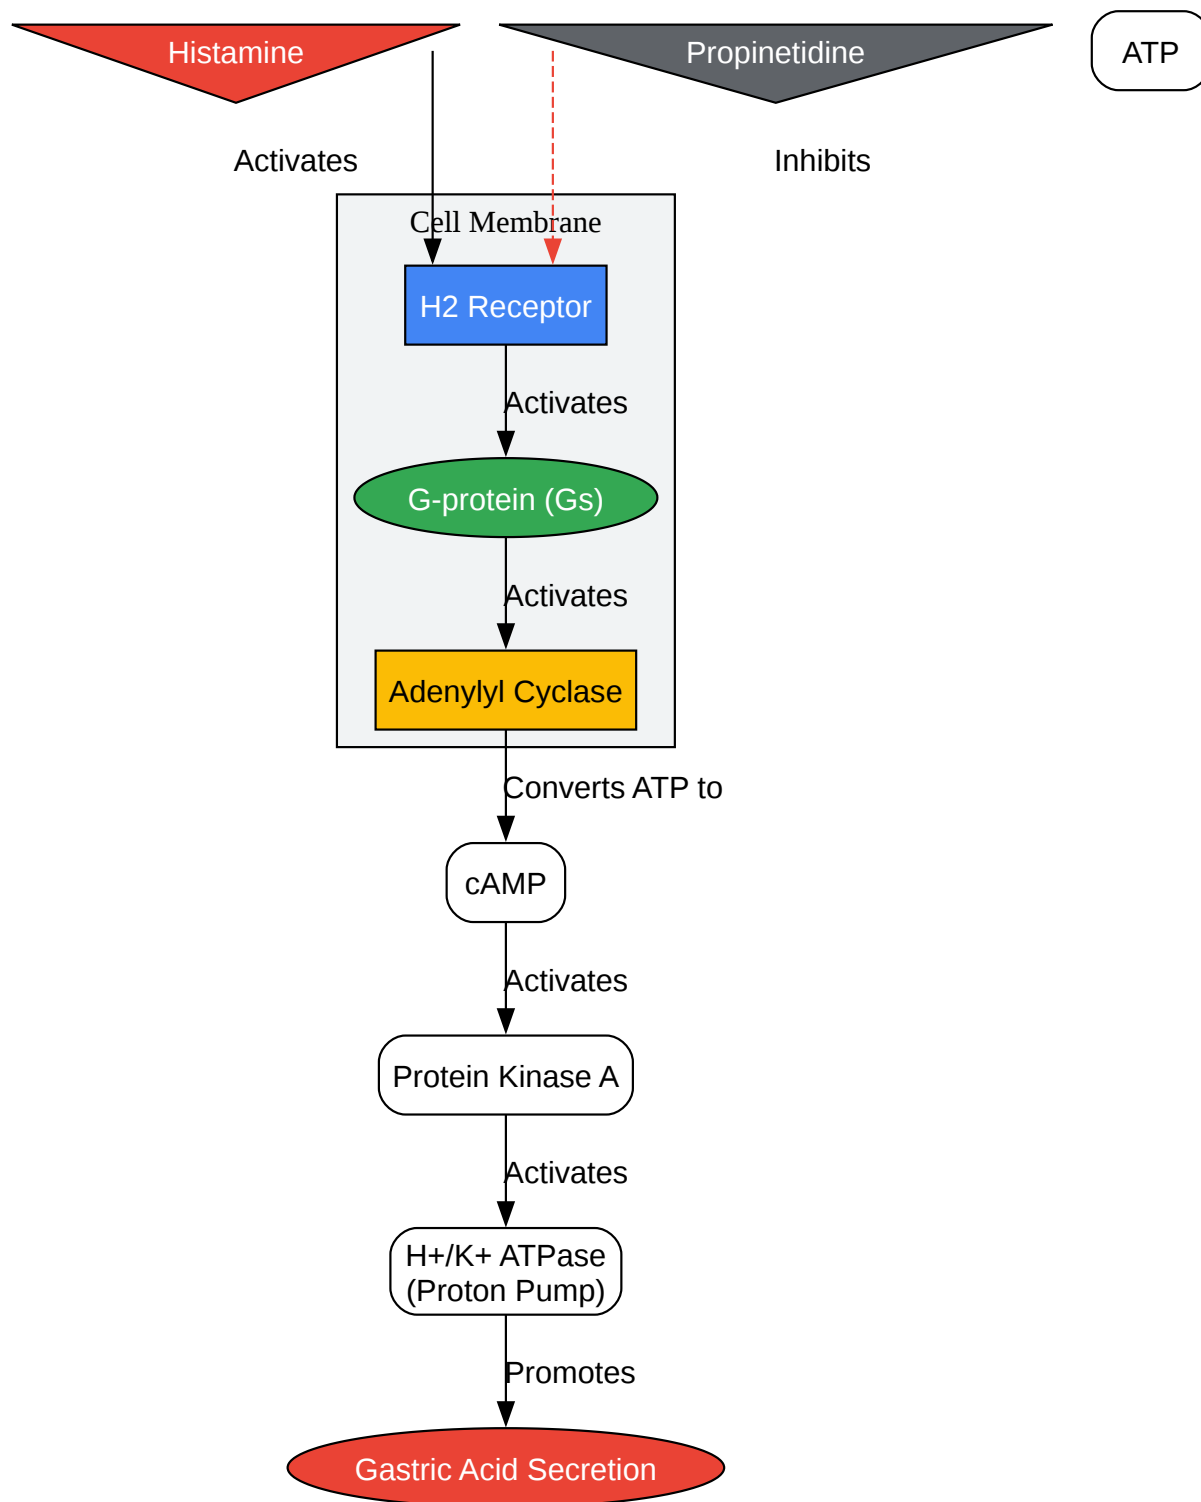 Histamine
Propinetidine
ATP
Activates
Inhibits
Cell Membrane
H2 Receptor
Activates
G-protein (Gs)
Activates
Adenylyl Cyclase
Converts ATP to
cAMP
Activates
Protein Kinase A
Activates
H+/K+ ATPase
(Proton Pump)
Promotes
Gastric Acid Secretion